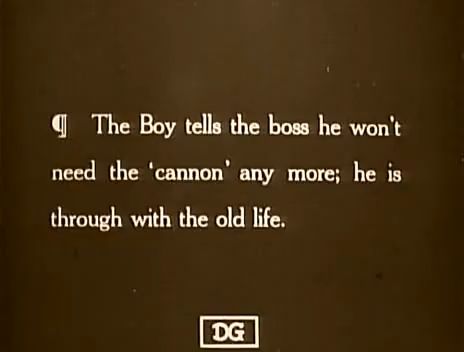 ¶ The Boy tells the boss he won't
need the 'cannon' any more; he is
through with the old life.
DG